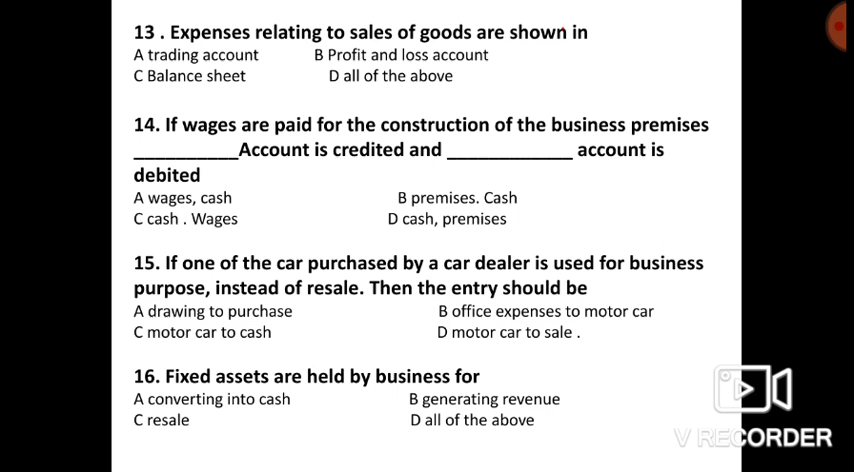 13 . Expenses relating to sales of goods are shown in
A trading account B Profit and loss account
C Balance sheet D all of the above
14. If wages are paid for the construction of the business premises
___________Account is credited and _____________ account is
debited
A wages, cash B premises. Cash
C cash . Wages D cash, premises
15. If one of the car purchased by a car dealer is used for business
purpose, instead of resale. Then the entry should be
A drawing to purchase B office expenses to motor car
C motor car to cash D motor car to sale .
16. Fixed assets are held by business for
A converting into cash B generating revenue
C resale D all of the above
V RECORDER